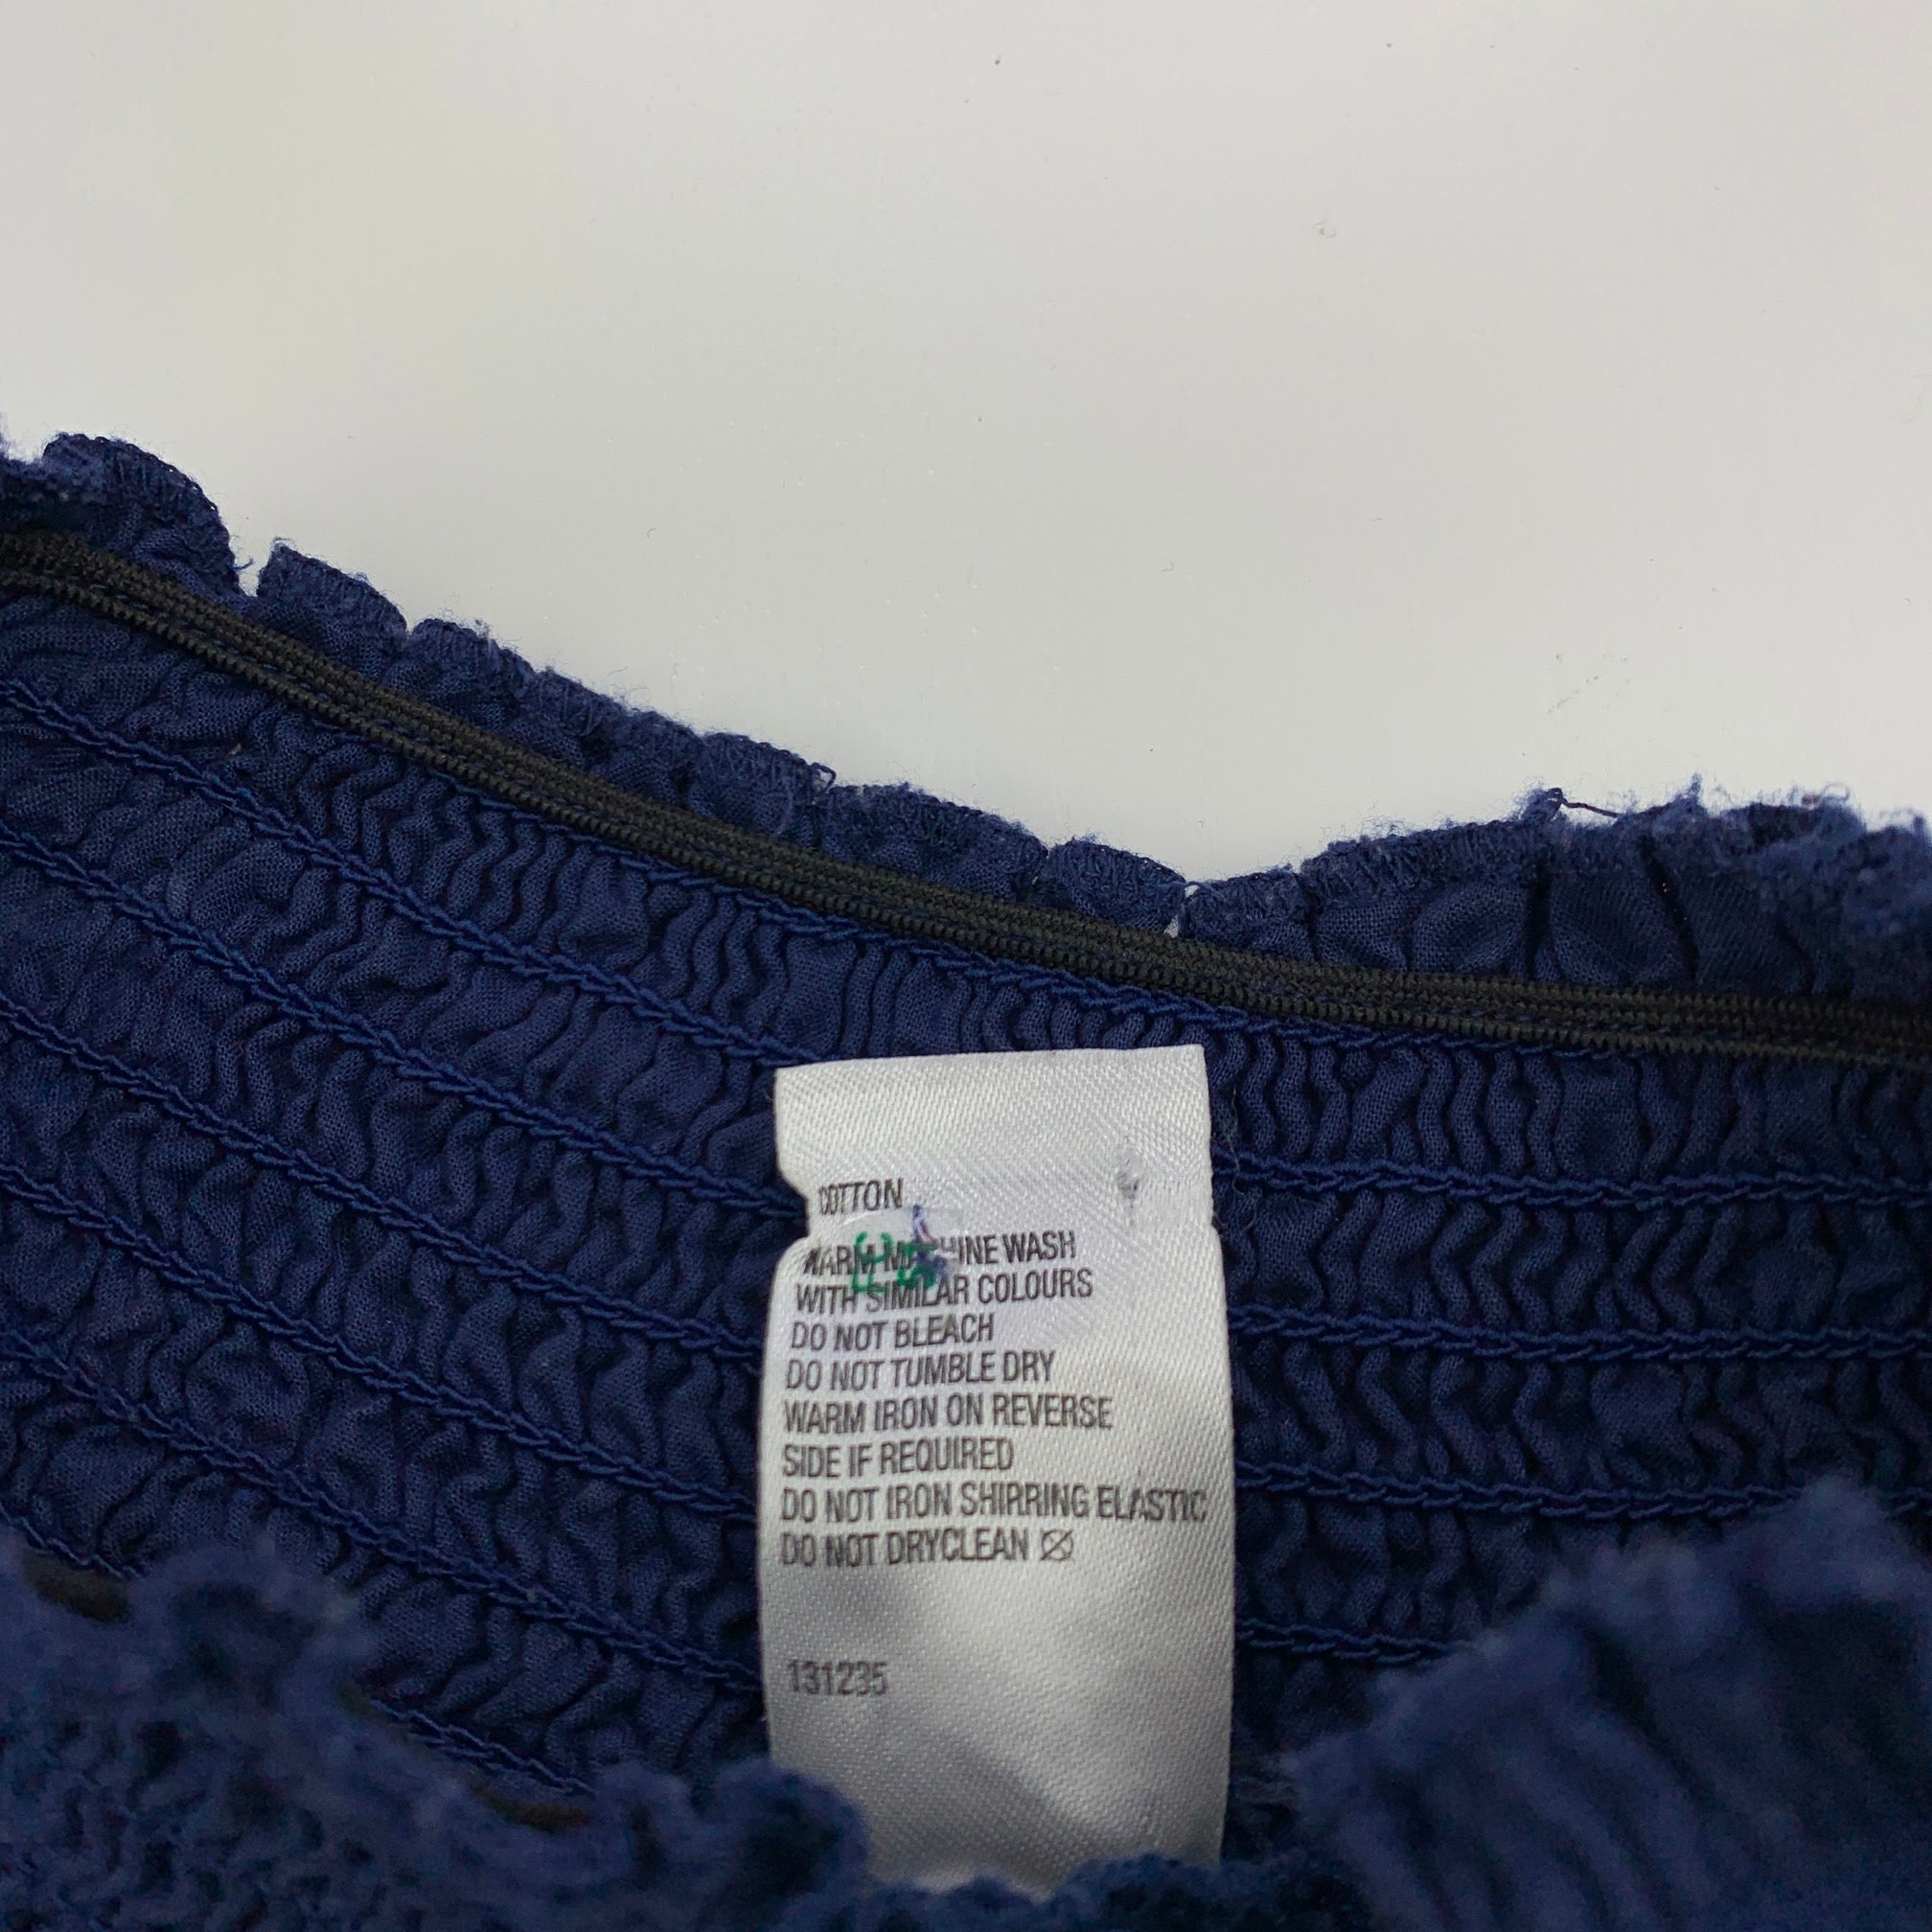 COTTON
WARM MACHINE WASH
WITH SIMILAR COLOURS
DO NOT BLEACH
DO NOT TUMBLE DRY
WARM IRON ON REVERSE
SIDE IF REQUIRED
DO NOT IRON SHIRRING ELASTIC
DO NOT DRYCLEAN
131235